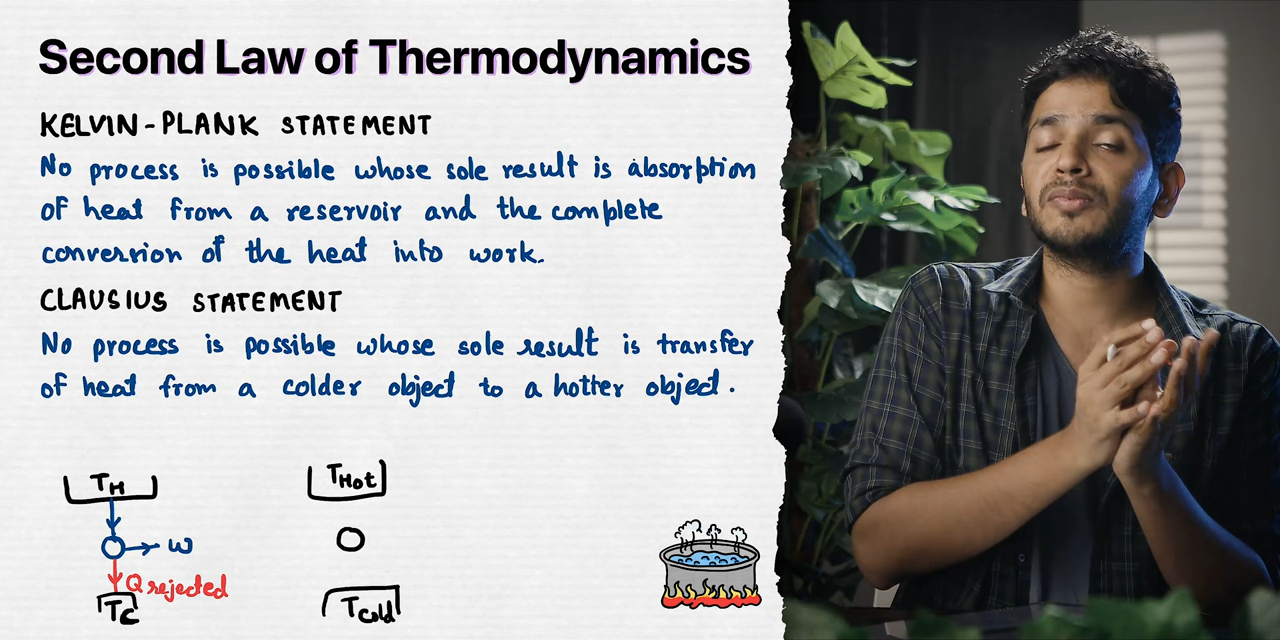 Second Law of Thermodynamics
KELVIN-PLANK STATEMENT
No process is possible whose sole result is absorption
of heat from a reservoir and the complete
conversion of the heat into work.
CLAUSIUS STATEMENT
No process is possible whose sole result is transfer
of heat from a colder object to a hotter object.
TH
W
Q rejected
TC
THot
TCold